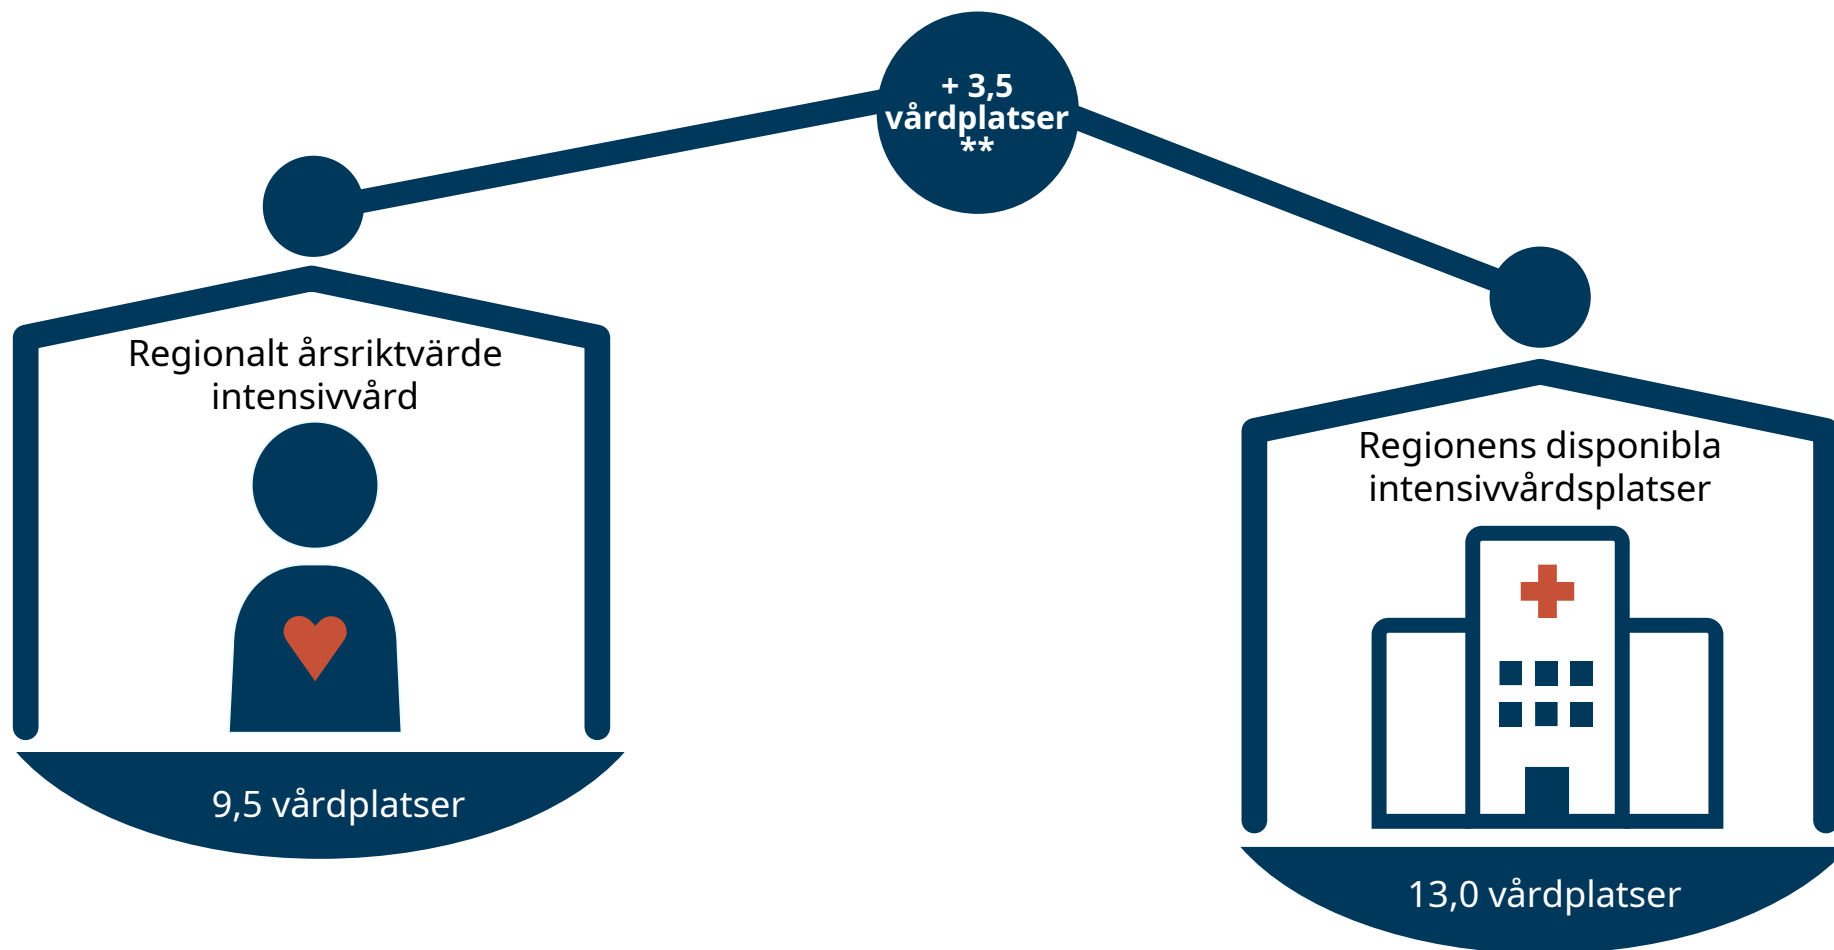 + 3,5
vårdplatser
**
Regionalt årsriktvärde
intensivvård
9,5 vårdplatser
Regionens disponibla
intensivvårdsplatser
13,0 vårdplatser